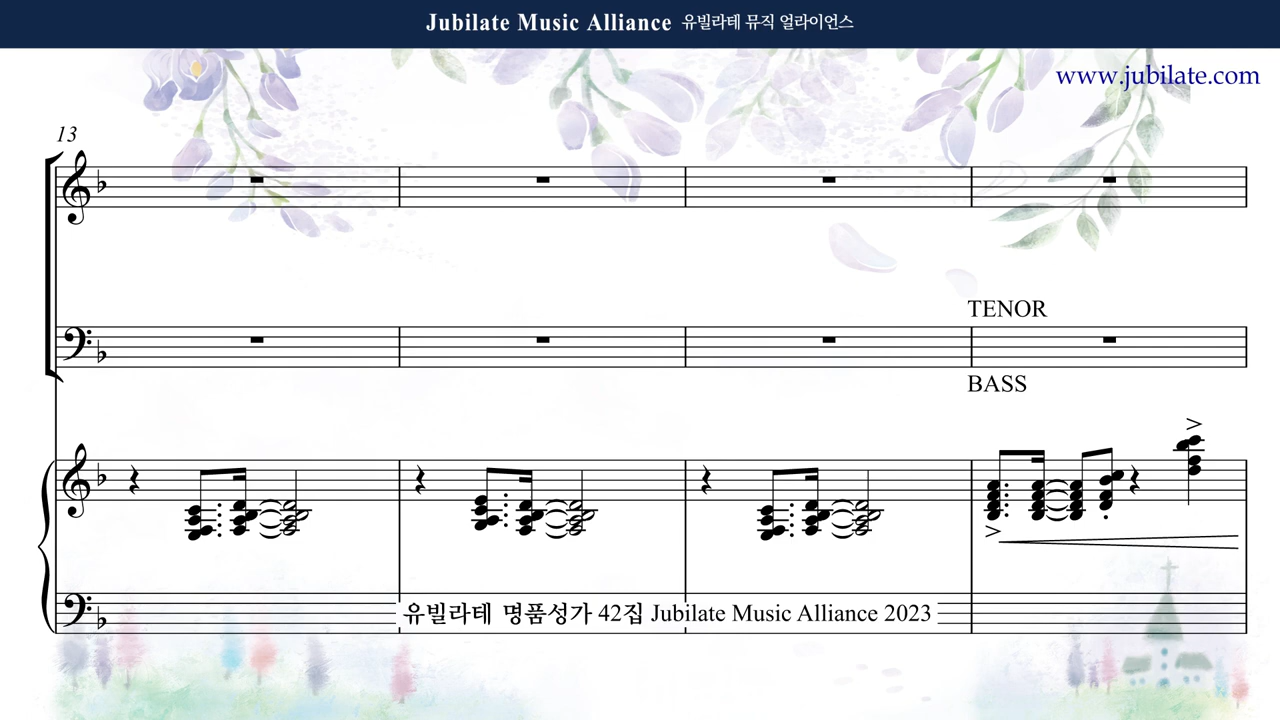 Jubilate Music Alliance 유빌라테 뮤직 얼라이언스
www.jubilate.com
13
TENOR
BASS
유빌라테 명품성가 42집 Jubilate Music Alliance 2023